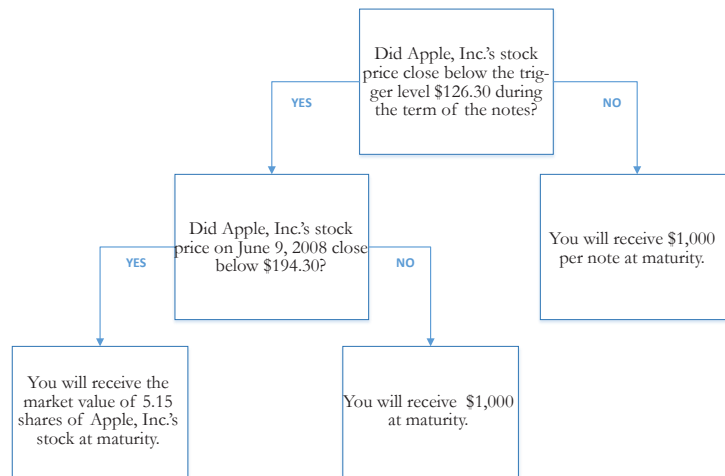 Did Apple, Inc.'s stock
price close below the trig-
ger level $126.30 during
the term of the notes?
YES
NO
Did Apple, Inc.'s stock
price on June 9, 2008 close
below $194.30?
You will receive $1,000
per note at maturity.
YES
NO
You will receive the
market value of 5.15
shares of Apple, Inc.'s
stock at maturity.
You will receive $1,000
at maturity.